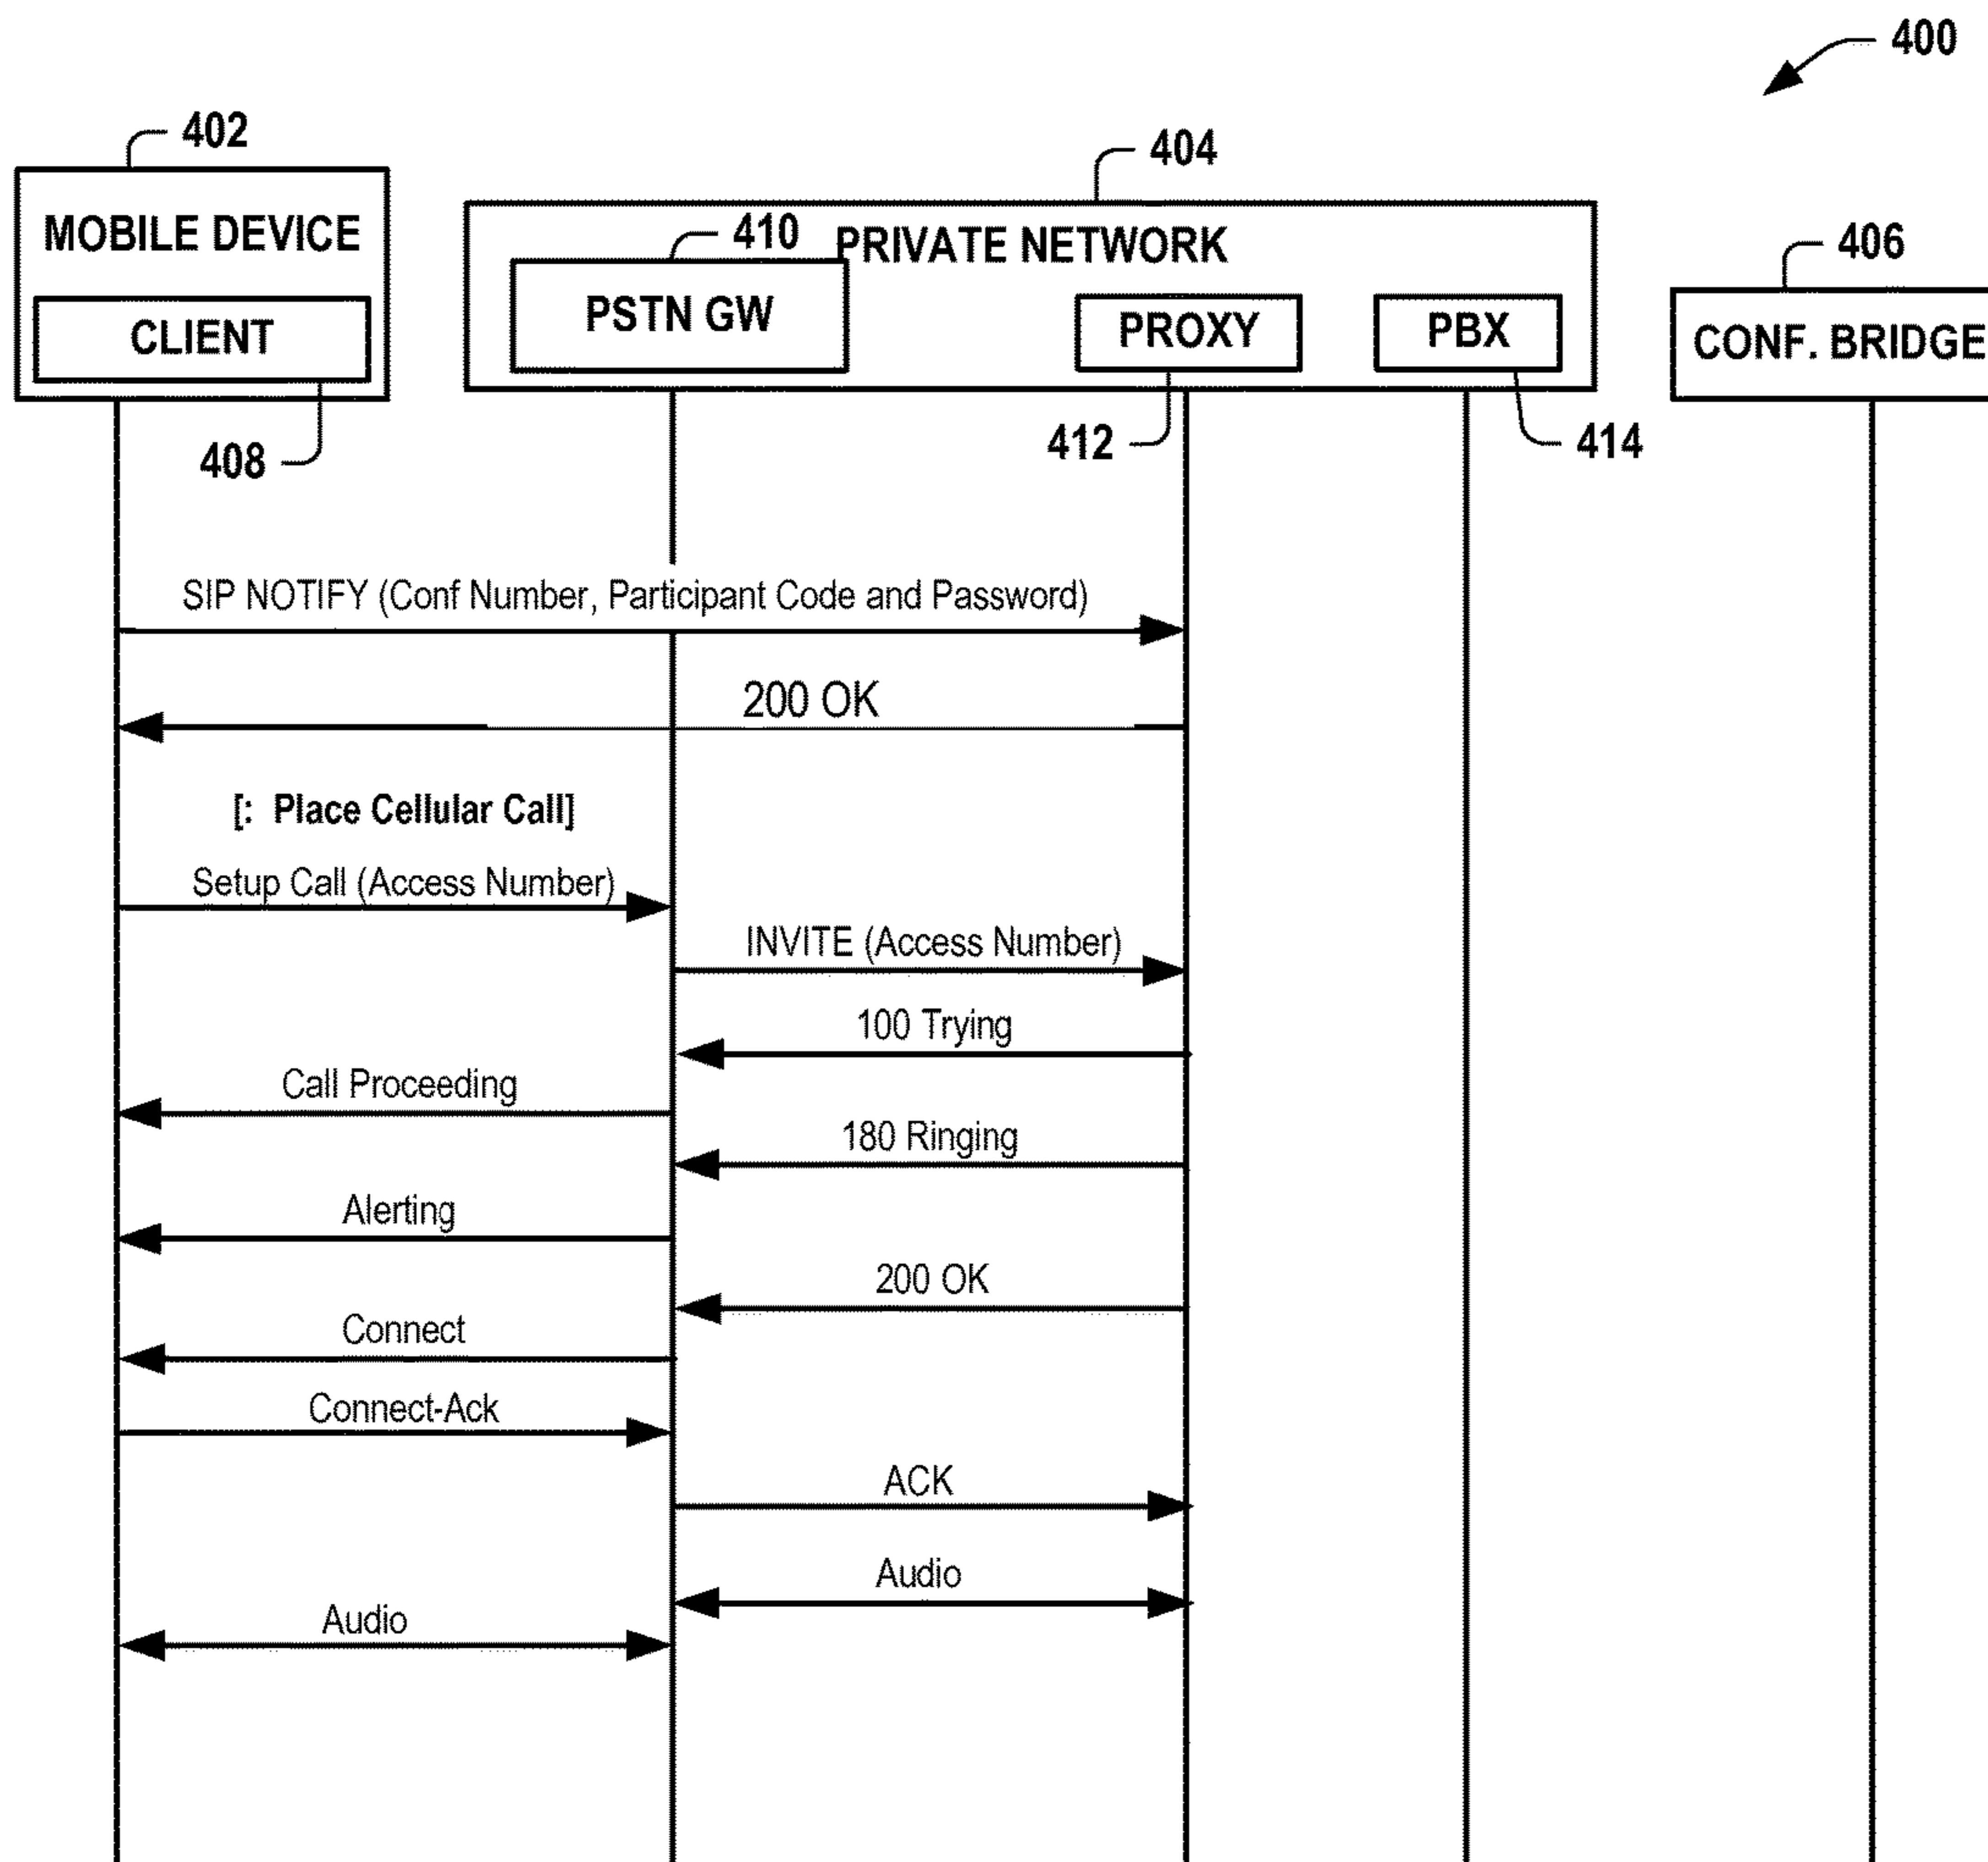 400
402
404
MOBILE DEVICE
410
PRIVATE NETWORK
406
CLIENT
PSTN GW
PROXY
PBX
CONF. BRIDGE
408
412
414
SIP NOTIFY (Conf Number, Participant Code and Password)
200 OK
[: Place Cellular Call]
Setup Call (Access Number)
INVITE (Access Number)
100 Trying
Call Proceeding
180 Ringing
Alerting
200 OK
Connect
Connect-Ack
ACK
Audio
Audio